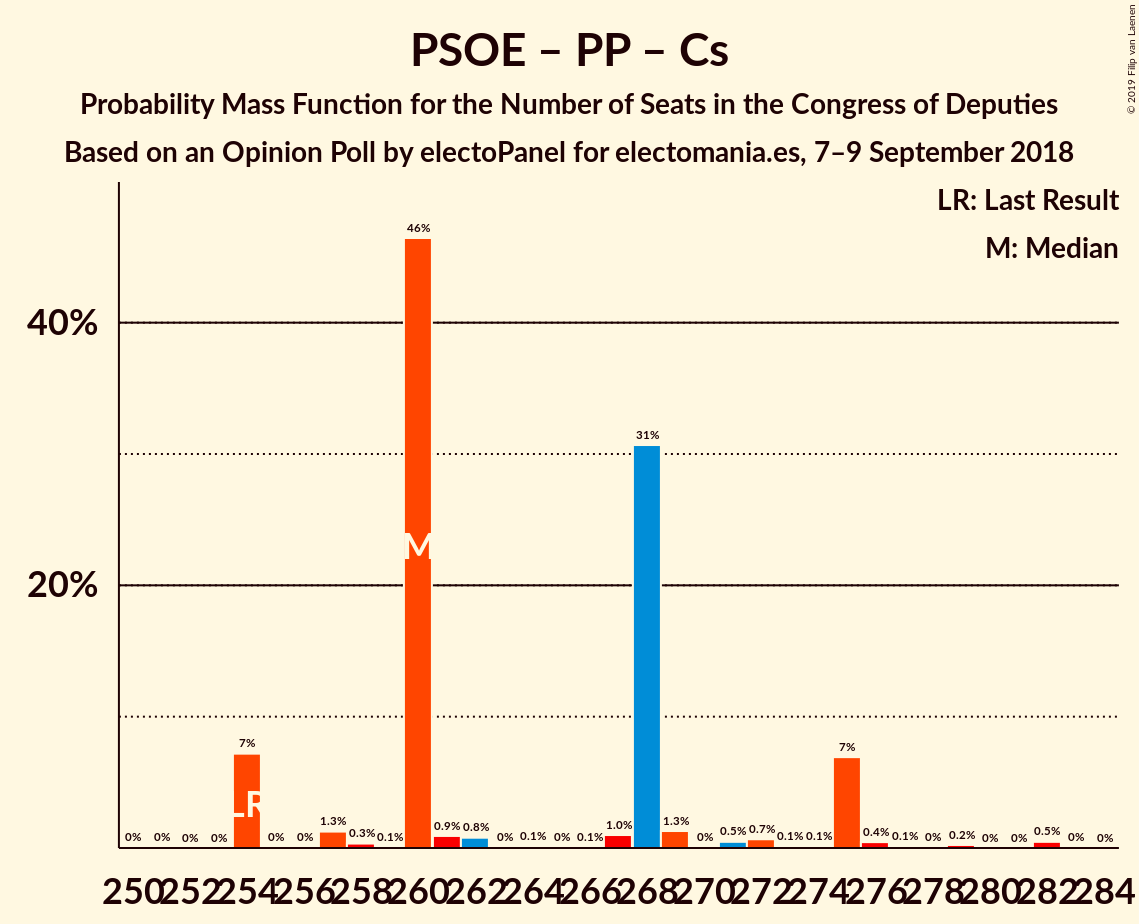 PSOE – PP – Cs
Probability Mass Function for the Number of Seats in the Congress of Deputies
Based on an Opinion Poll by electoPanel for electomania.es, 7–9 September 2018
© 2019 Filip van Laenen
LR: Last Result
M: Median
40%
20%
0% 0% 0% 0% 7% 0% 0% 1.3% 0.3% 0.1% 46% 0.9% 0.8% 0% 0.1% 0% 0.1% 1.0% 31% 1.3% 0% 0.5% 0.7% 0.1% 0.1% 7% 0.4% 0.1% 0% 0.2% 0% 0% 0.5% 0% 0%
M
LR
250 252 254 256 258 260 262 264 266 268 270 272 274 276 278 280 282 284